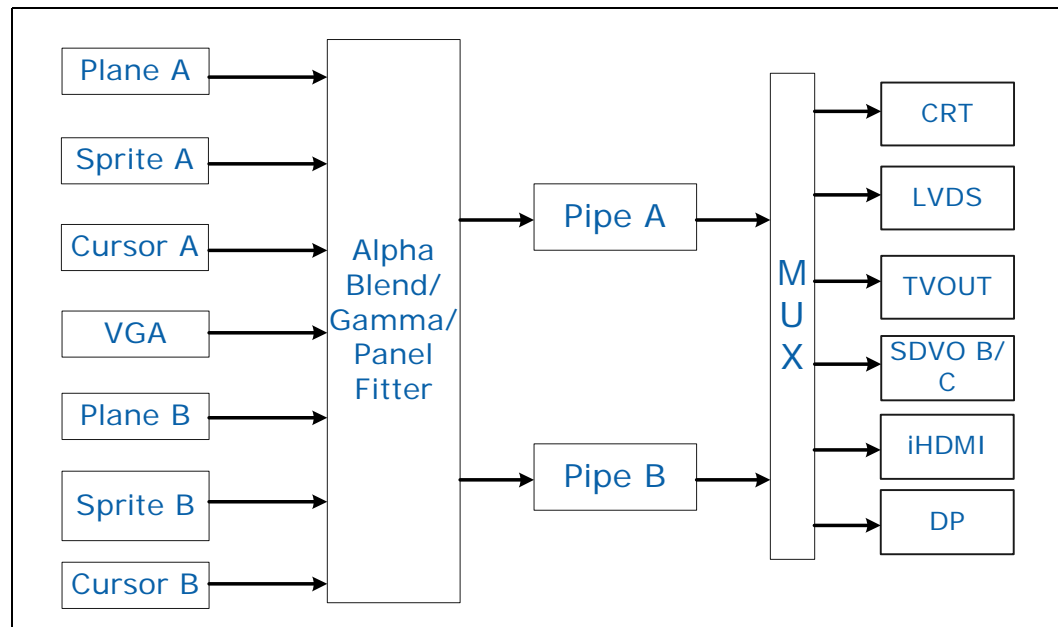 Plane A
Sprite A
Cursor A
VGA
Plane B
Sprite B
Cursor B
Alpha
Blend/
Gamma/
Panel
Fitter
Pipe A
Pipe B
M
U
X
CRT
LVDS
TVOUT
SDVO B/
C
iHDMI
DP